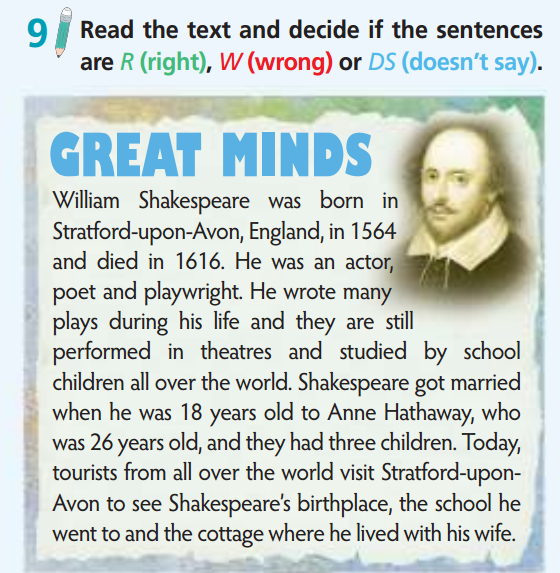 9 Read the text and decide if the sentences
are R (right), W (wrong) or DS (doesn't say).
GREAT MINDS
William Shakespeare was born in
Stratford-upon-Avon, England, in 1564
and died in 1616. He was an actor,
poet and playwright. He wrote many
plays during his life and they are still
performed in theatres and studied by school
children all over the world. Shakespeare got married
when he was 18 years old to Anne Hathaway, who
was 26 years old, and they had three children. Today,
tourists from all over the world visit Stratford-upon-
Avon to see Shakespeare's birthplace, the school he
went to and the cottage where he lived with his wife.